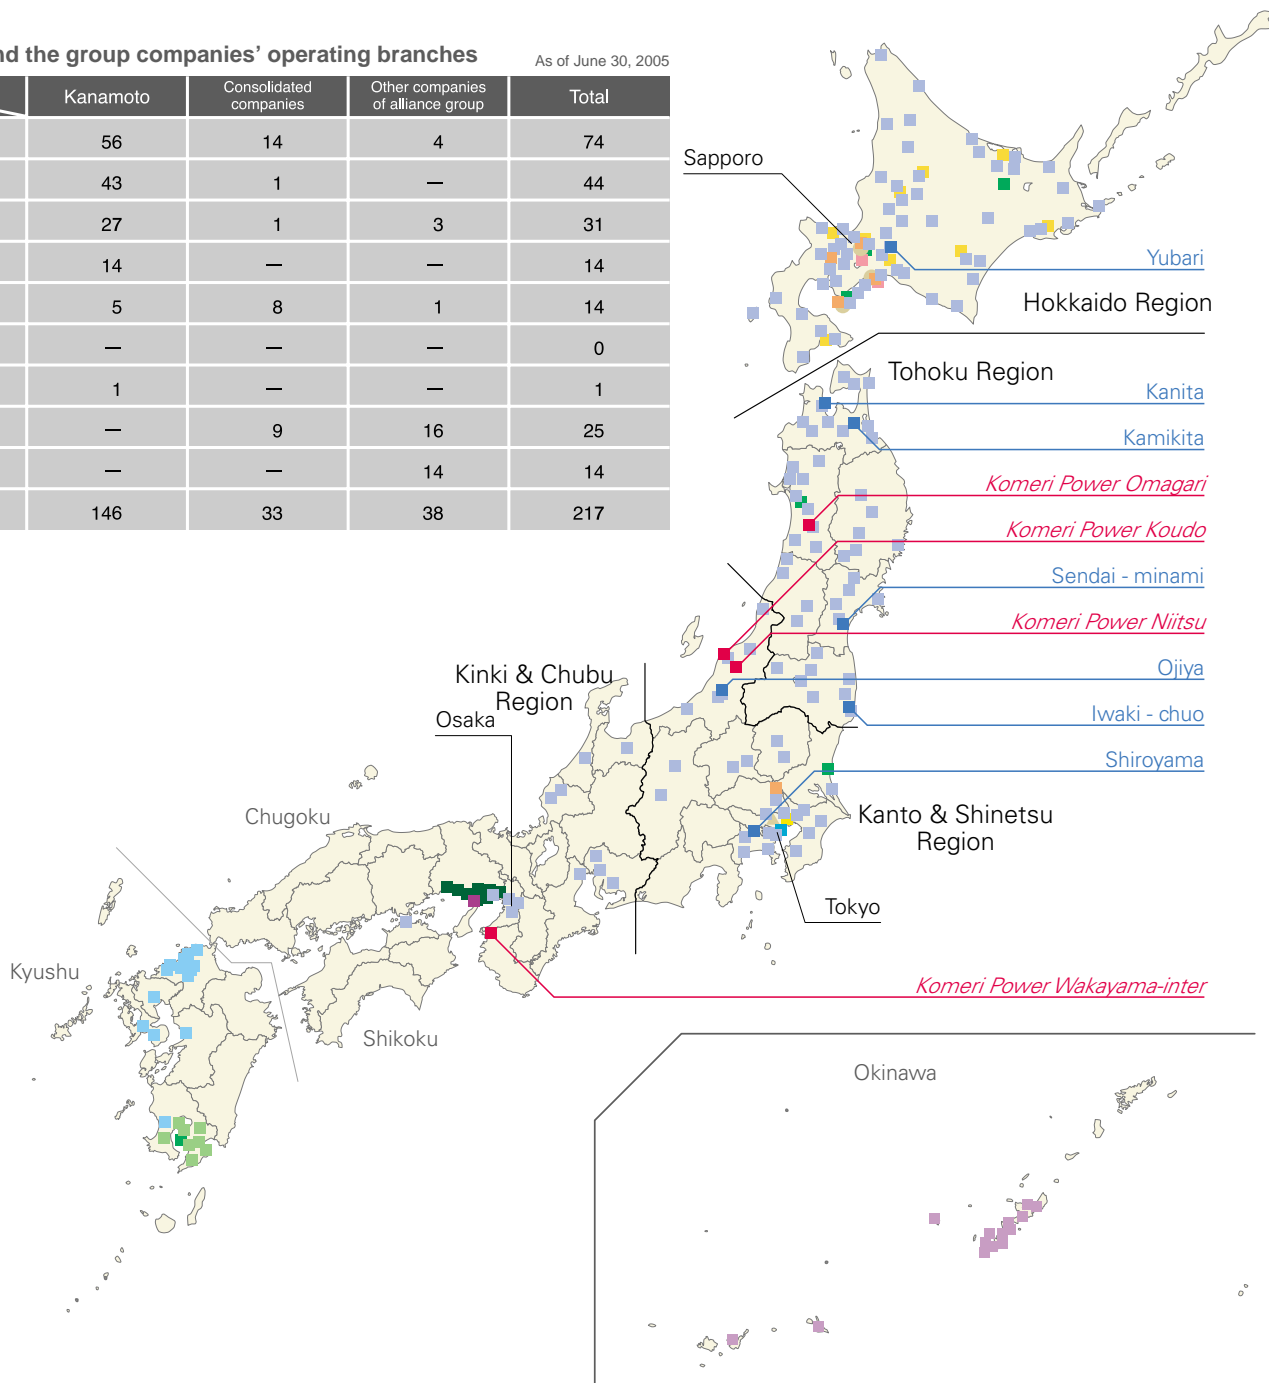 nd the group companies' operating branches
As of June 30, 2005
Kanamoto
Consolidated
companies
Other companies
of alliance group
Total
56 14 4 74
43 1 — 44
27 1 3 31
14 — — 14
5 8 1 14
— — — 0
1 — — 1
— 9 16 25
— — 14 14
146 33 38 217
Sapporo
Yubari
Hokkaido Region
Tohoku Region
Kanita
Kamikita
Komeri Power Omagari
Komeri Power Koudo
Sendai - minami
Komeri Power Niitsu
Kinki & Chubu
Region
Ojiya
Osaka
Iwaki - chuo
Shiroyama
Chugoku
Kanto & Shinetsu
Region
Tokyo
Kyushu
Komeri Power Wakayama-inter
Shikoku
Okinawa